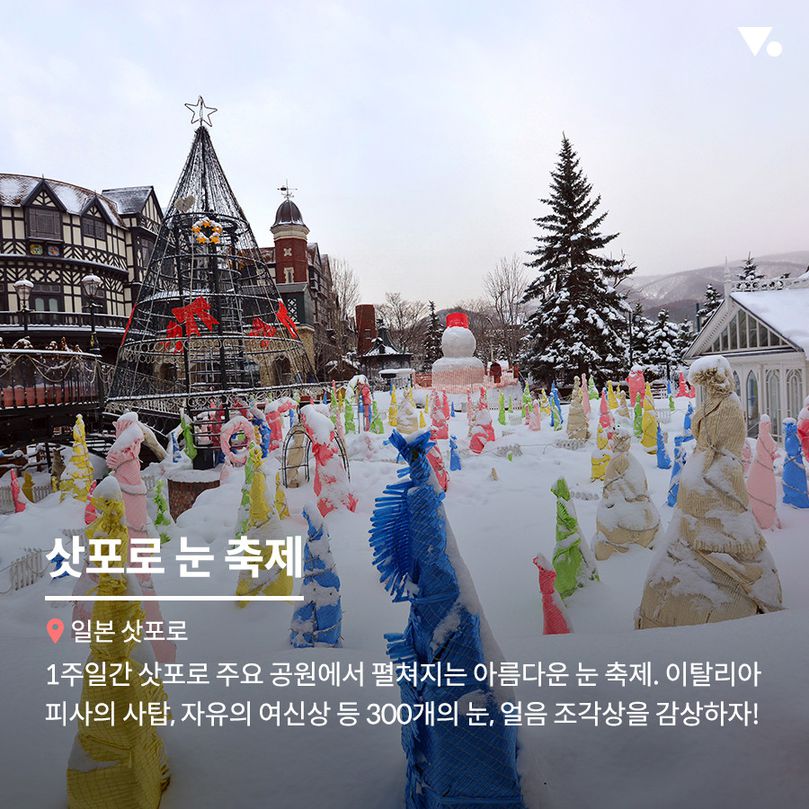 삿포로 눈 축제
일본 삿포로
1주일간 삿포로 주요 공원에서 펼쳐지는 아름다운 눈 축제. 이탈리아
피사의 사탑, 자유의 여신상 등 300개의 눈, 얼음 조각상을 감상하자!